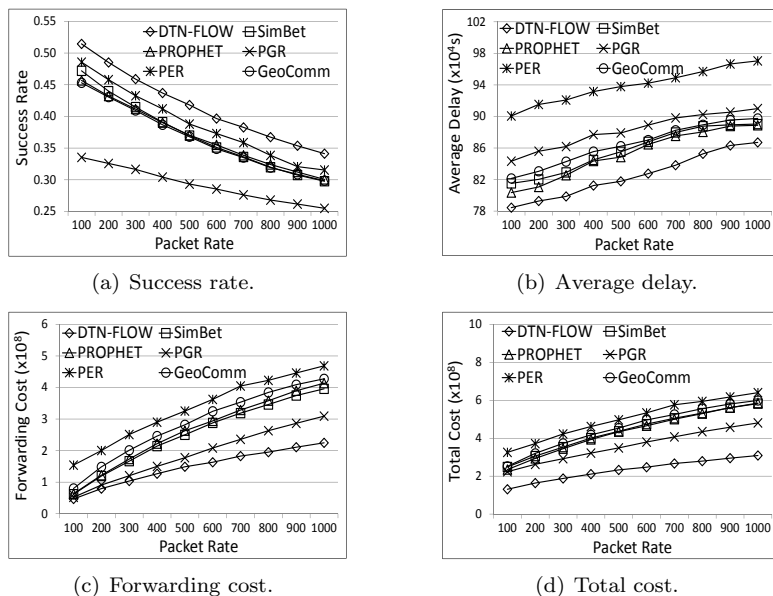 0.55
0.50
0.45
0.40
0.35
0.30
0.25
Success Rate
DTN-FLOW SimBet
PROPHET PGR
PER GeoComm
100 200 300 400 500 600 700 800 900 1000
Packet Rate
(a) Success rate.
102
98
94
90
86
82
78
Average Delay (x10⁴s)
DTN-FLOW SimBet
PROPHET PGR
PER GeoComm
100 200 300 400 500 600 700 800 900 1000
Packet Rate
(b) Average delay.
6
5
4
3
2
1
0
Forwarding Cost (x10⁸)
DTN-FLOW SimBet
PROPHET PGR
PER GeoComm
100 200 300 400 500 600 700 800 900 1000
Packet Rate
(c) Forwarding cost.
10
8
6
4
2
0
Total Cost (x10⁸)
DTN-FLOW SimBet
PROPHET PGR
PER GeoComm
100 200 300 400 500 600 700 800 900 1000
Packet Rate
(d) Total cost.